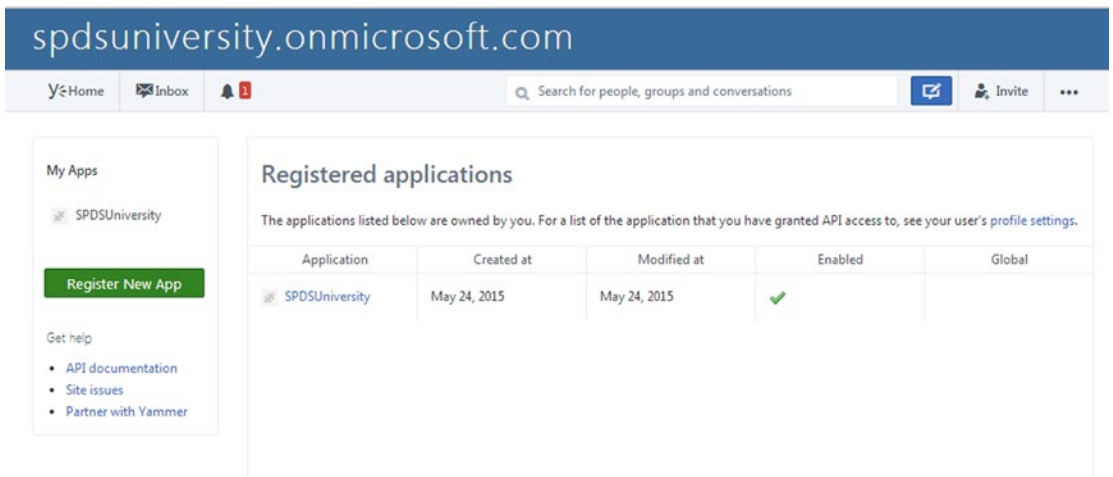 spdsuniversity.onmicrosoft.com
Home Inbox 1 Search for people, groups and conversations Invite
My Apps
SPDSUniversity
Register New App
Get help
API documentation
Site issues
Partner with Yammer
Registered applications
The applications listed below are owned by you. For a list of the application that you have granted API access to, see your user's profile settings.
Application Created at Modified at Enabled Global
SPDSUniversity May 24, 2015 May 24, 2015